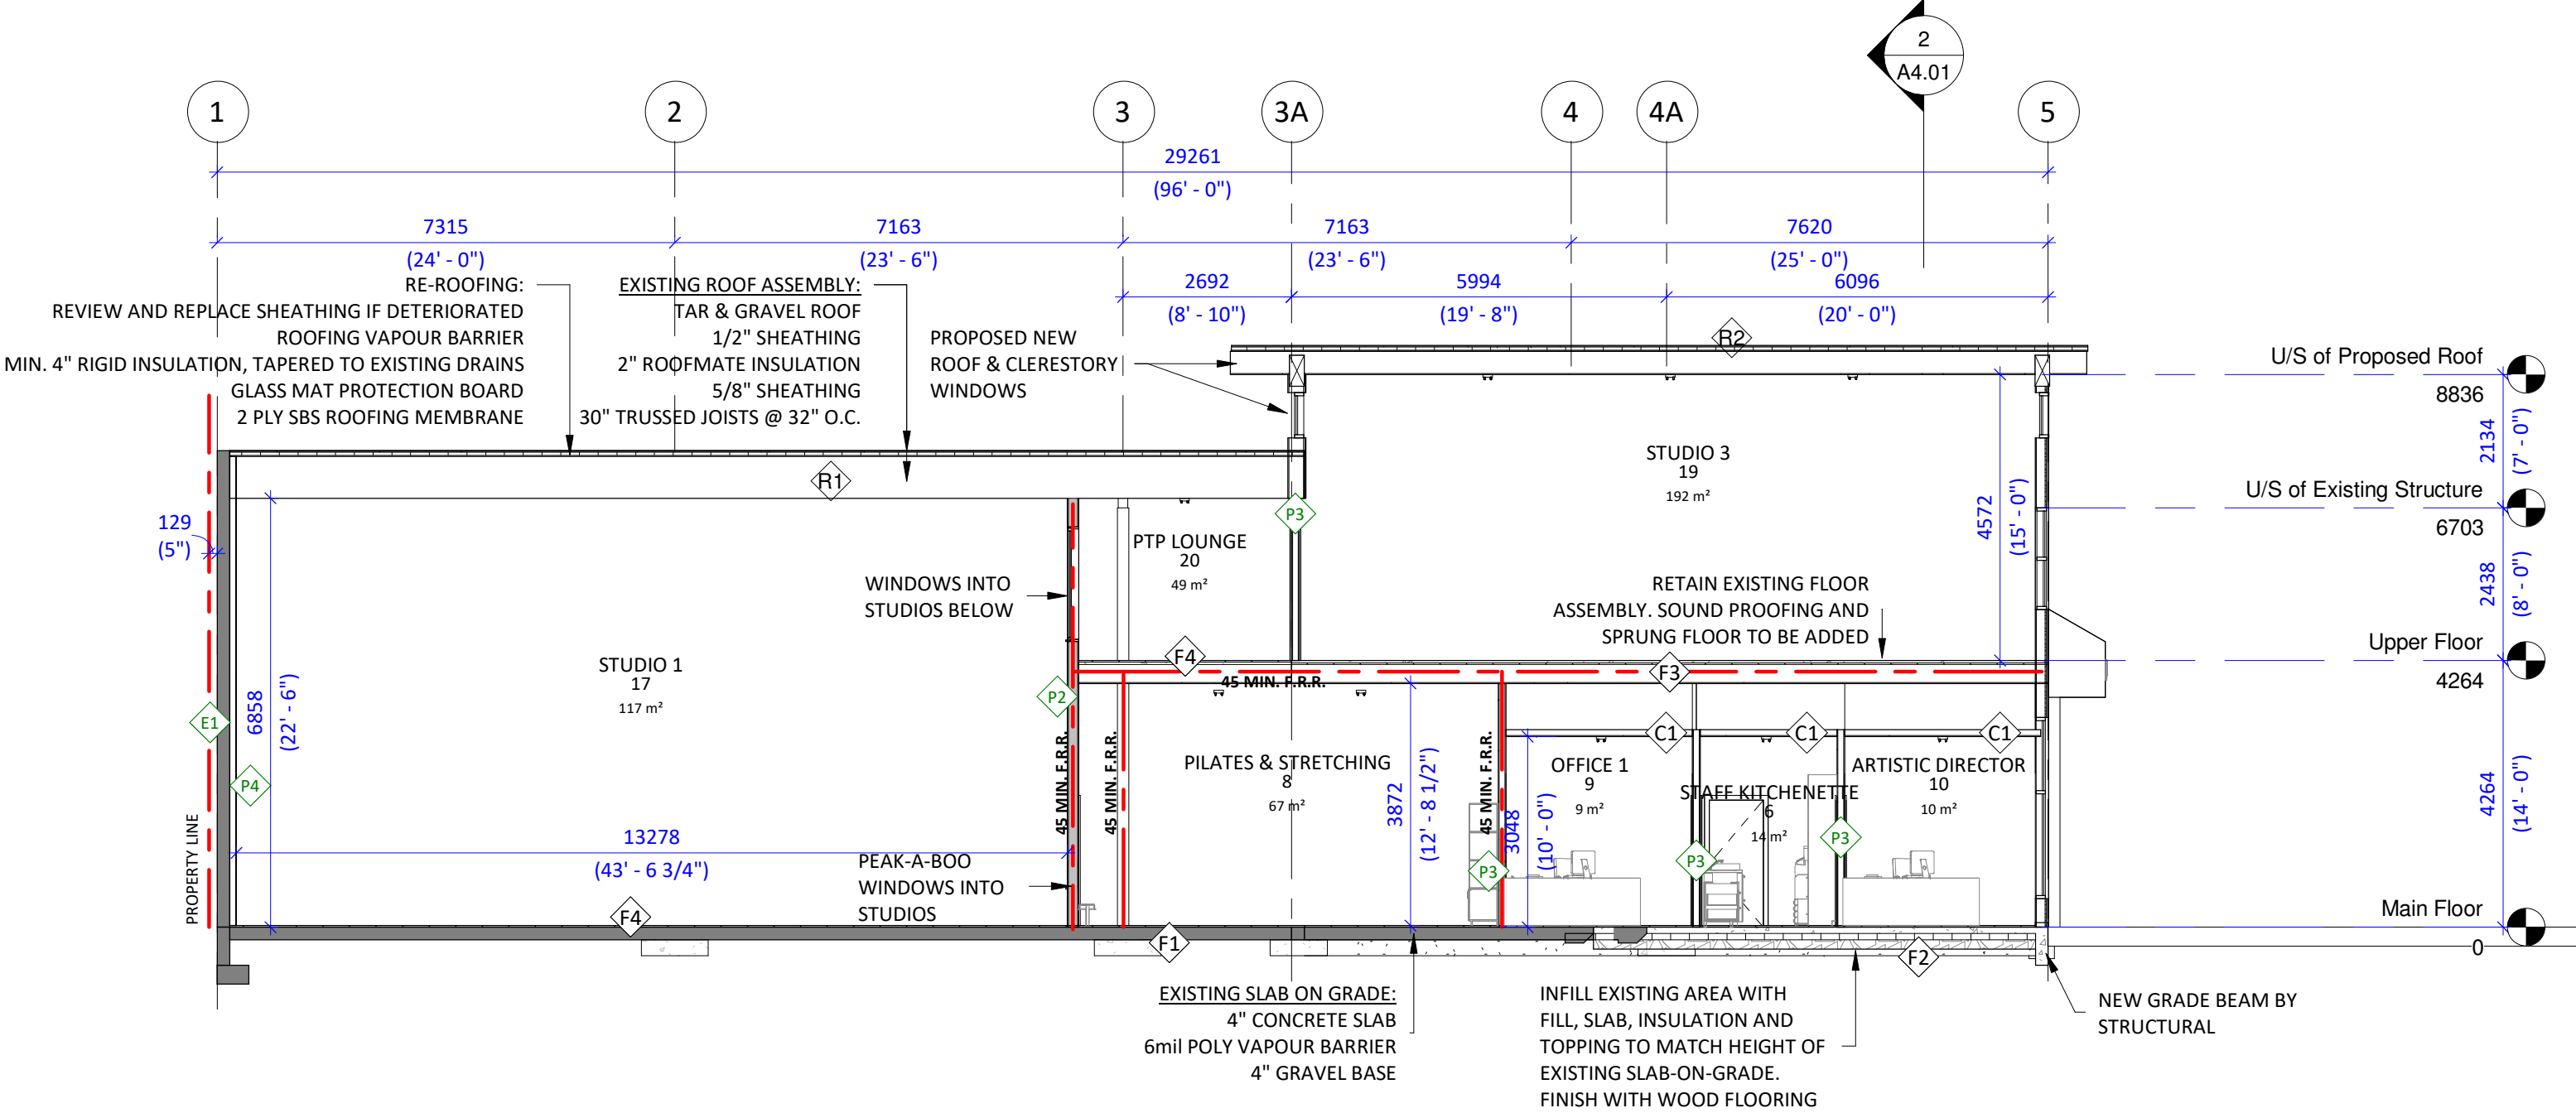 2
A4.01
1
2
3
3A
4
4A
5
29261
(96' - 0")
7315
(24' - 0")
7163
(23' - 6")
7163
(23' - 6")
7620
(25' - 0")
2692
(8' - 10")
5994
(19' - 8")
6096
(20' - 0")
RE-ROOFING:
REVIEW AND REPLACE SHEATHING IF DETERIORATED
ROOFING VAPOUR BARRIER
MIN. 4" RIGID INSULATION, TAPERED TO EXISTING DRAINS
GLASS MAT PROTECTION BOARD
2 PLY SBS ROOFING MEMBRANE
EXISTING ROOF ASSEMBLY:
TAR & GRAVEL ROOF
1/2" SHEATHING
2" ROOFMATE INSULATION
5/8" SHEATHING
30" TRUSSED JOISTS @ 32" O.C.
PROPOSED NEW
ROOF & CLERESTORY
WINDOWS
R2
U/S of Proposed Roof
8836
2134
(7' - 0")
U/S of Existing Structure
6703
2438
(8' - 0")
Upper Floor
4264
4264
(14' - 0")
Main Floor
0
R1
129
(5")
STUDIO 3
19
192 m²
4572
(15' - 0")
P3
PTP LOUNGE
20
49 m²
WINDOWS INTO
STUDIOS BELOW
RETAIN EXISTING FLOOR
ASSEMBLY. SOUND PROOFING AND
SPRUNG FLOOR TO BE ADDED
F4
F3
45 MIN. F.R.R.
STUDIO 1
17
117 m²
6858
(22' - 6")
E1
P4
P2
PROPERTY LINE
13278
(43' - 6 3/4")
PEAK-A-BOO
WINDOWS INTO
STUDIOS
F4
45 MIN. F.R.R.
45 MIN. F.R.R.
PILATES & STRETCHING
8
67 m²
3872
(12' - 8 1/2")
45 MIN. F.R.R.
P3
3048
(10' - 0")
C1
C1
C1
OFFICE 1
9
9 m²
STAFF KITCHENETTE
6
14 m²
ARTISTIC DIRECTOR
10
10 m²
P3
P3
F1
F2
EXISTING SLAB ON GRADE:
4" CONCRETE SLAB
6mil POLY VAPOUR BARRIER
4" GRAVEL BASE
INFILL EXISTING AREA WITH
FILL, SLAB, INSULATION AND
TOPPING TO MATCH HEIGHT OF
EXISTING SLAB-ON-GRADE.
FINISH WITH WOOD FLOORING
NEW GRADE BEAM BY
STRUCTURAL